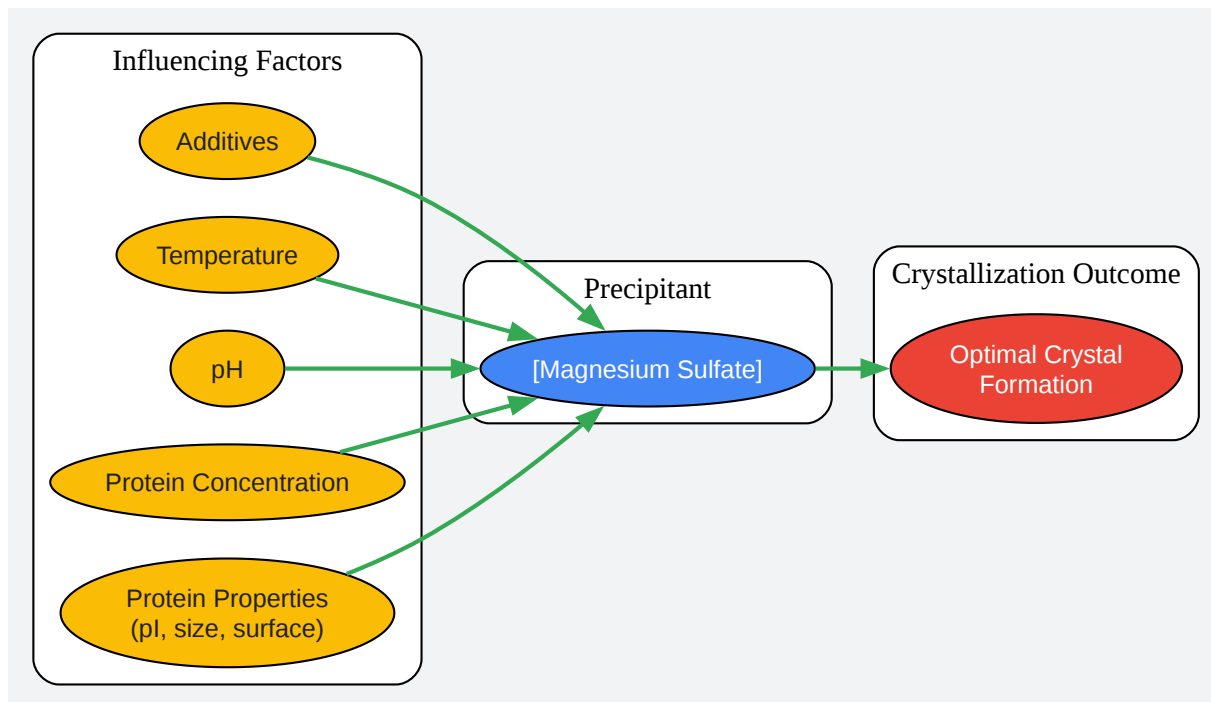 Influencing Factors
Additives
Temperature
pH
Protein Concentration
Protein Properties
(pI, size, surface)
Precipitant
[Magnesium Sulfate]
Crystallization Outcome
Optimal Crystal
Formation